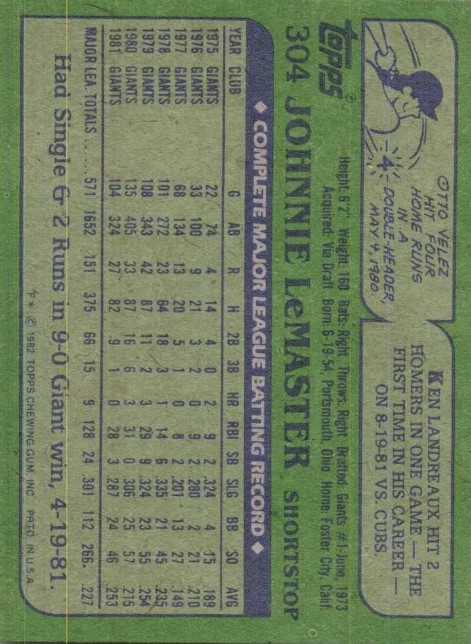 OTTO VELEZ
HIT FOUR
HOME RUNS
IN A
-4- DOUBLE-HEADER,
MAY 4, 1980
KEN LANDREAUX HIT 2
HOMERS IN ONE GAME — THE
FIRST TIME IN HIS CAREER —
ON 8-19-81 VS. CUBS.
topps®
304 JOHNNIE LeMASTER SHORTSTOP
Height: 6'2" Weight: 160 Bats: Right Throws: Right Drafted: Giants #1-June, 1973
Acquired: Via Draft Born: 6-19-54, Portsmouth, Ohio Home: Foster City, Calif.
◆ COMPLETE MAJOR LEAGUE BATTING RECORD ◆
YEAR CLUB G AB R H 2B 3B HR RBI SB SLG BB SO AVG
1975 GIANTS 22 74 4 14 4 0 2 9 2 .324 4 15 .189
1976 GIANTS 33 100 9 21 3 2 0 9 2 .280 2 21 .210
1977 GIANTS 68 134 13 20 5 1 0 8 2 .201 13 27 .149
1978 GIANTS 101 272 23 64 18 3 1 14 6 .335 21 45 .235
1979 GIANTS 108 343 42 87 11 2 3 29 9 .324 23 55 .254
1980 GIANTS 135 405 33 87 16 6 3 31 0 .306 25 57 .215
1981 GIANTS 104 324 27 82 9 1 0 28 3 .287 24 46 .253
MAJOR LEA. TOTALS ...... 571 1652 151 375 66 15 9 128 24 .301 112 266 .227
Had Single & 2 Runs in 9-0 Giant win, 4-19-81.
F* © 1982 TOPPS CHEWING GUM, INC. PRTD. IN U.S.A.